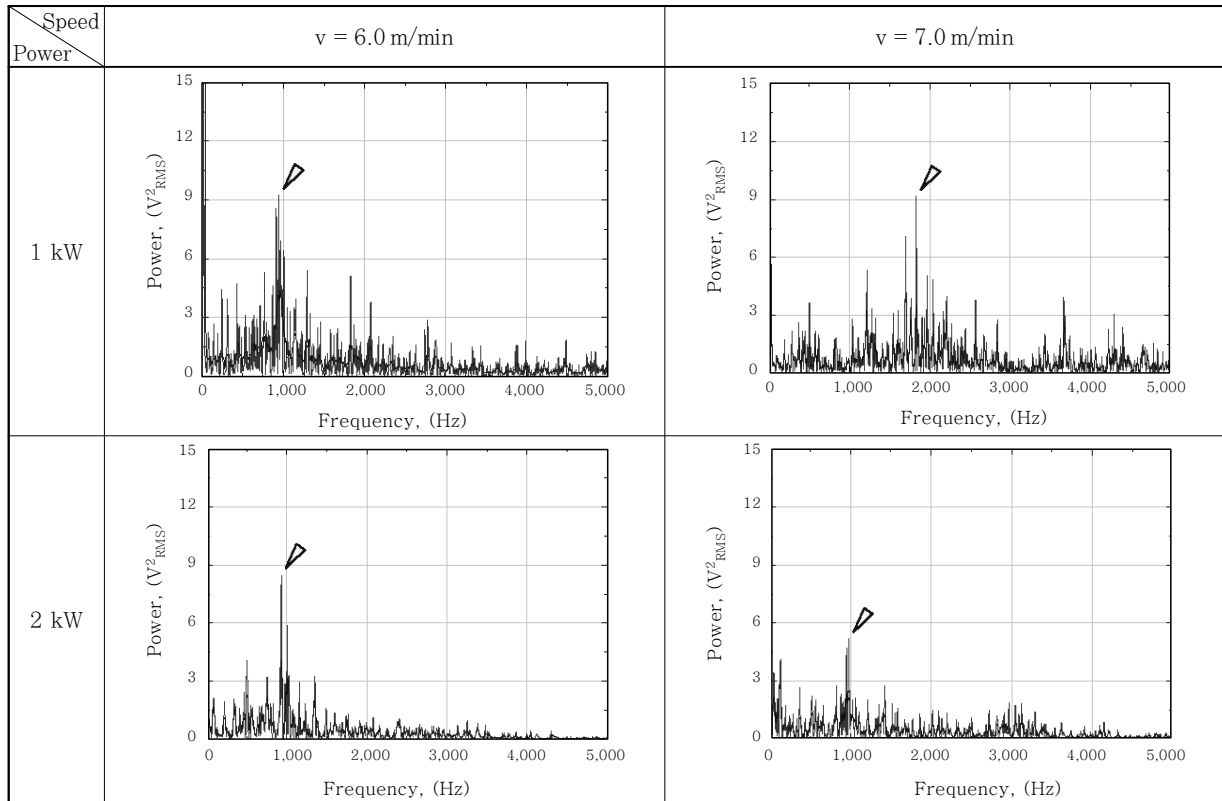 Speed
Power
v = 6.0 m/min
v = 7.0 m/min
1 kW
15
12
9
6
3
0
Power, (V²RMS)
0 1,000 2,000 3,000 4,000 5,000
Frequency, (Hz)
15
12
9
6
3
0
Power, (V²RMS)
0 1,000 2,000 3,000 4,000 5,000
Frequency, (Hz)
2 kW
15
12
9
6
3
0
Power, (V²RMS)
0 1,000 2,000 3,000 4,000 5,000
Frequency, (Hz)
15
12
9
6
3
0
Power, (V²RMS)
0 1,000 2,000 3,000 4,000 5,000
Frequency, (Hz)